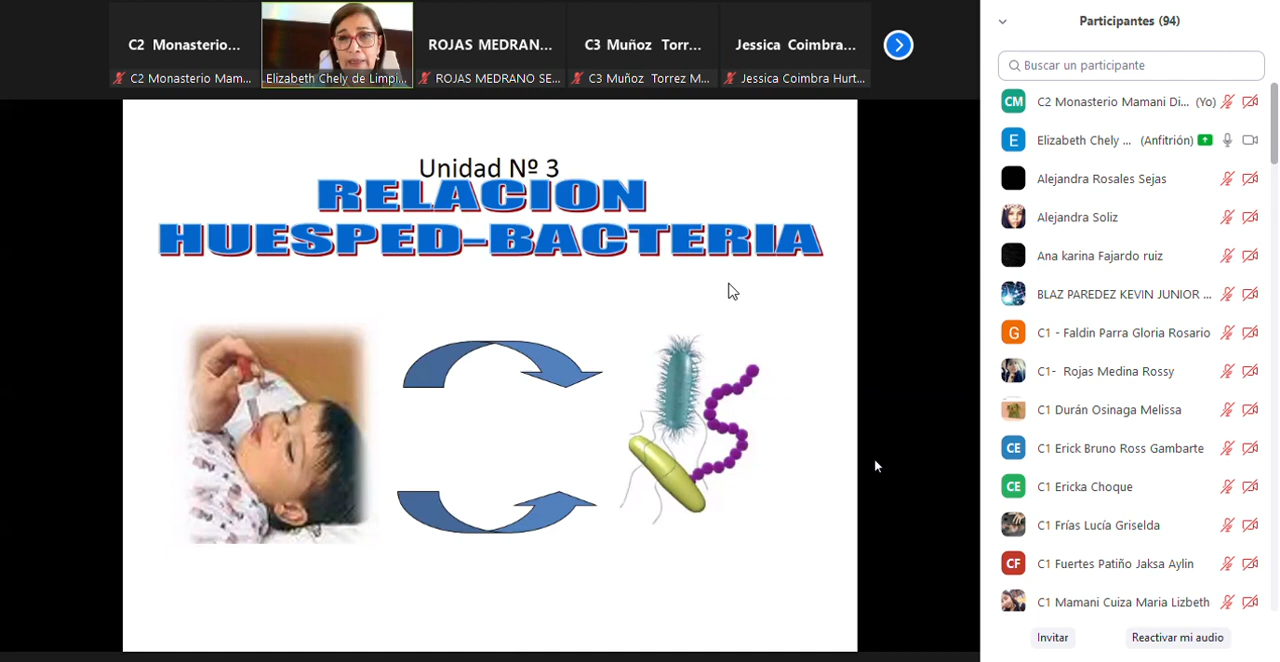 C2 Monasterio...
ROJAS MEDRAN...
C3 Muñoz Torr...
Jessica Coimbra...
C2 Monasterio Mam...
Elizabeth Chely de Limpi...
ROJAS MEDRANO SE...
C3 Muñoz Torrez M...
Jessica Coimbra Hurt...
Unidad Nº 3
RELACION
HUESPED-BACTERIA
Participantes (94)
Buscar un participante
CM C2 Monasterio Mamani Di... (Yo)
E Elizabeth Chely ... (Anfitrión)
Alejandra Rosales Sejas
Alejandra Soliz
Ana karina Fajardo ruiz
BLAZ PAREDEZ KEVIN JUNIOR ...
G C1 - Faldin Parra Gloria Rosario
C1- Rojas Medina Rossy
C1 Durán Osinaga Melissa
CE C1 Erick Bruno Ross Gambarte
CE C1 Ericka Choque
C1 Frías Lucía Griselda
CF C1 Fuertes Patiño Jaksa Aylin
C1 Mamani Cuiza Maria Lizbeth
Invitar
Reactivar mi audio